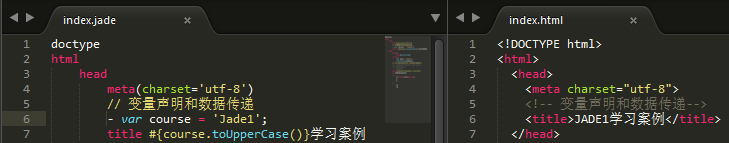 index.jade
1 doctype
2 html
3 head
4 meta(charset='utf-8')
5 // 变量声明和数据传递
6 - var course = 'Jade1';
7 title #{course.toUpperCase()}学习案例
index.html
1 <!DOCTYPE html>
2 <html>
3 <head>
4 <meta charset="utf-8">
5 <!-- 变量声明和数据传递-->
6 <title>JADE1学习案例</title>
7 </head>